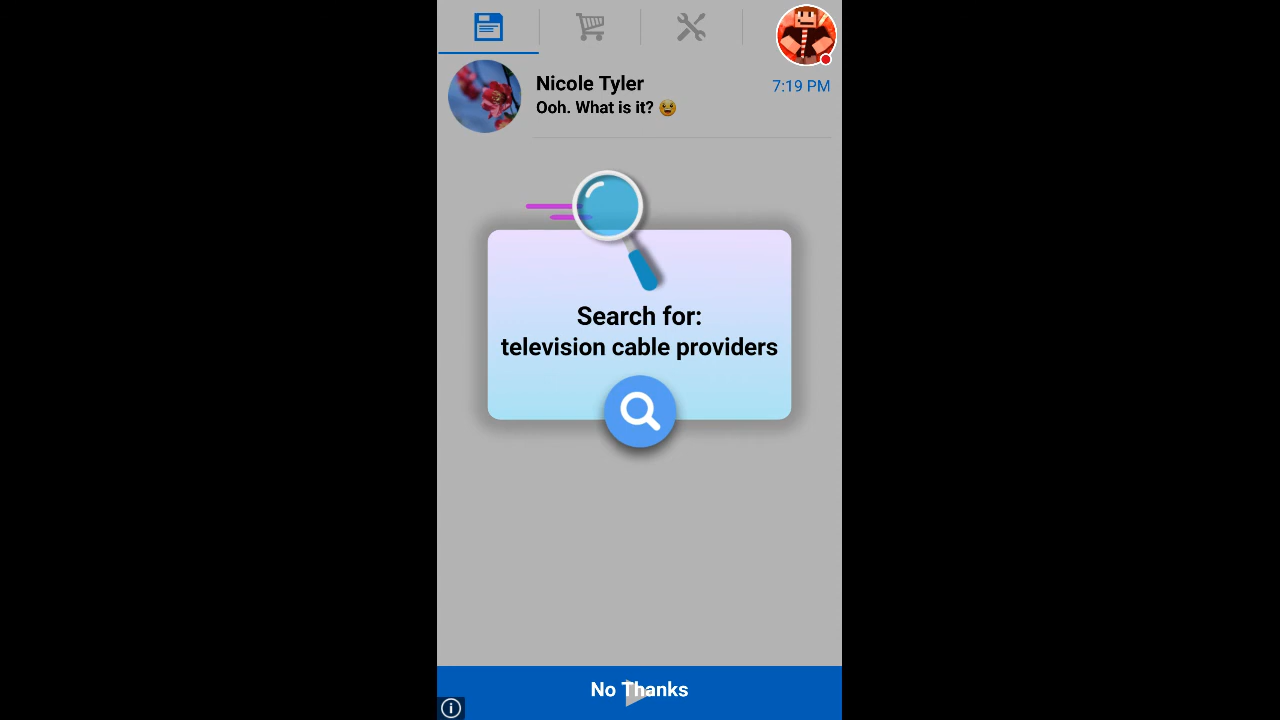 Nicole Tyler
7:19 PM
Ooh. What is it? 😉
Search for:
television cable providers
No Thanks